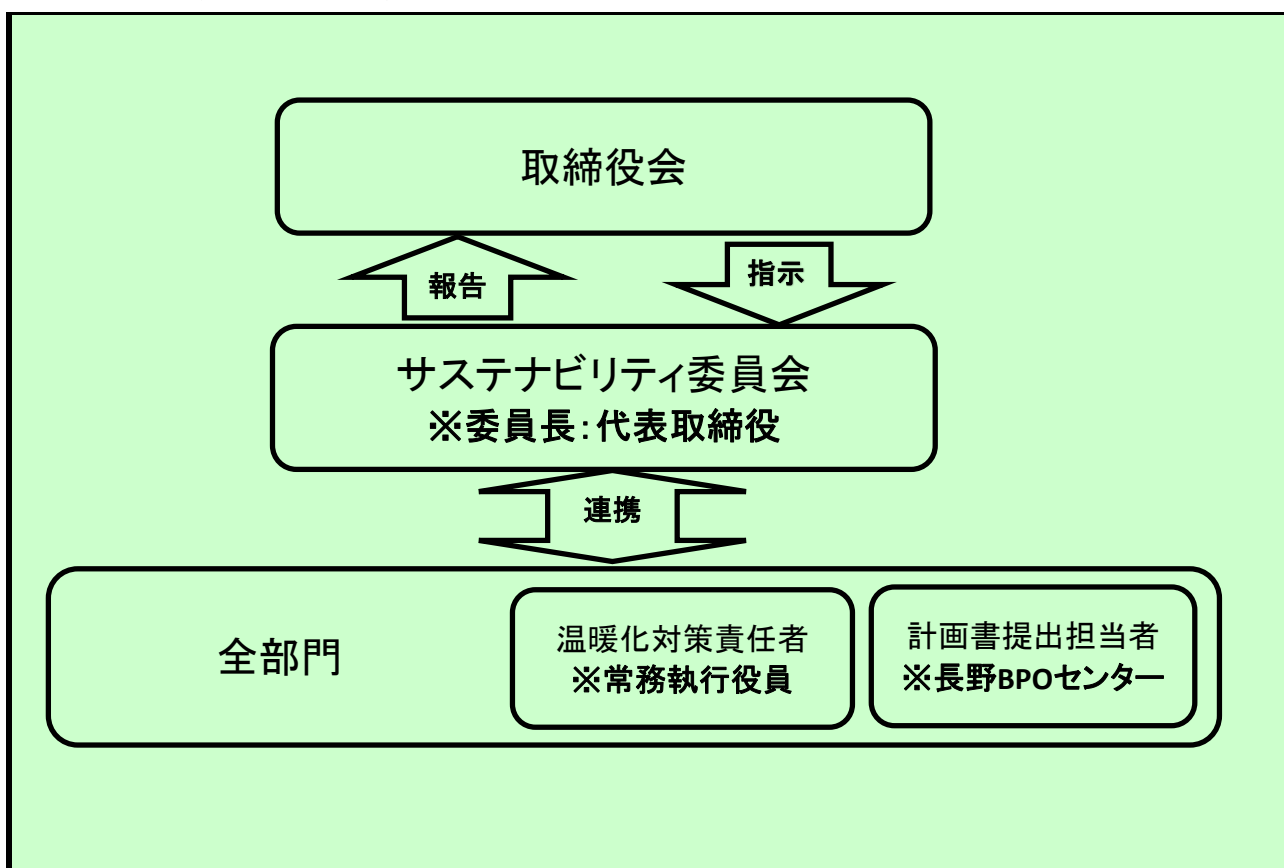 取締役会
報告
指示
サステナビリティ委員会
※委員長：代表取締役
連携
全部門
温暖化対策責任者
※常務執行役員
計画書提出担当者
※長野BPOセンター